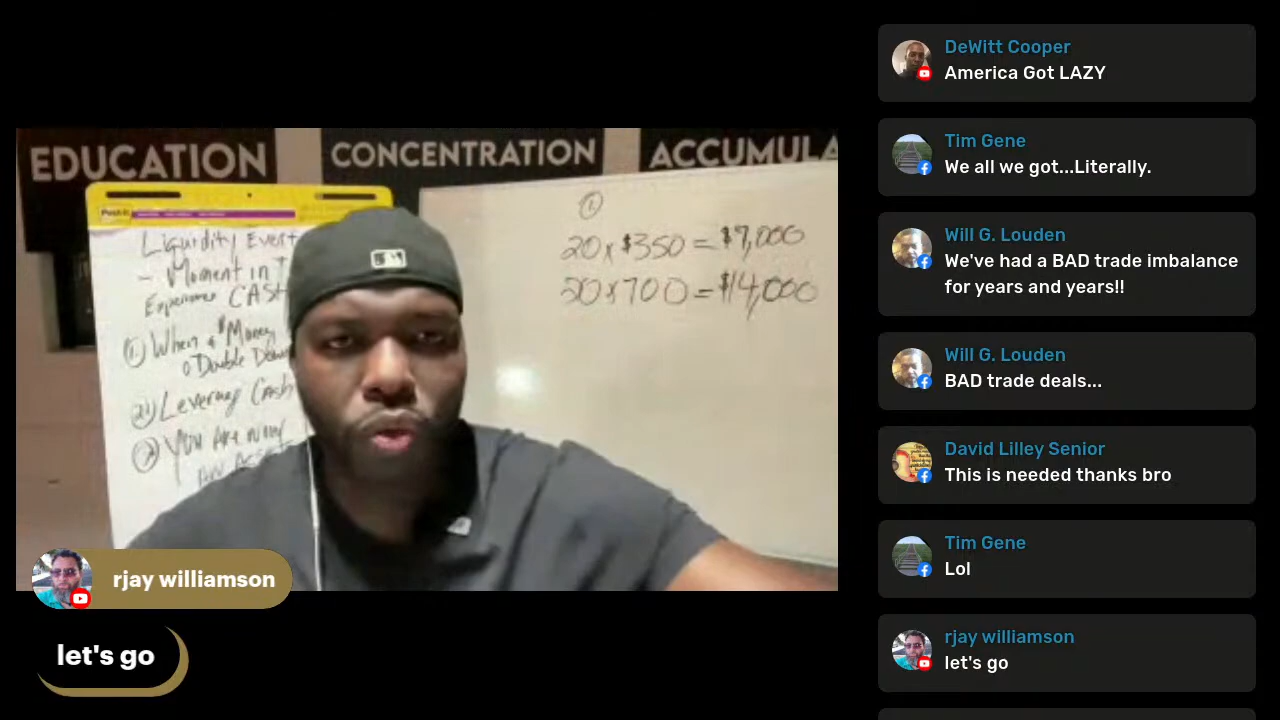 EDUCATION
CONCENTRATION
ACCUMULA
Post-it
Liquidity Event
- Moment in T
Experience CASH
1. When & $Money
o Double Down
2. Leverag Cash
3. You Are Now
①
20 x $350 = $7,000
20 x 700 = $14,000
rjay williamson
let's go
DeWitt Cooper
America Got LAZY
Tim Gene
We all we got...Literally.
Will G. Louden
We've had a BAD trade imbalance
for years and years!!
Will G. Louden
BAD trade deals...
David Lilley Senior
This is needed thanks bro
Tim Gene
Lol
rjay williamson
let's go